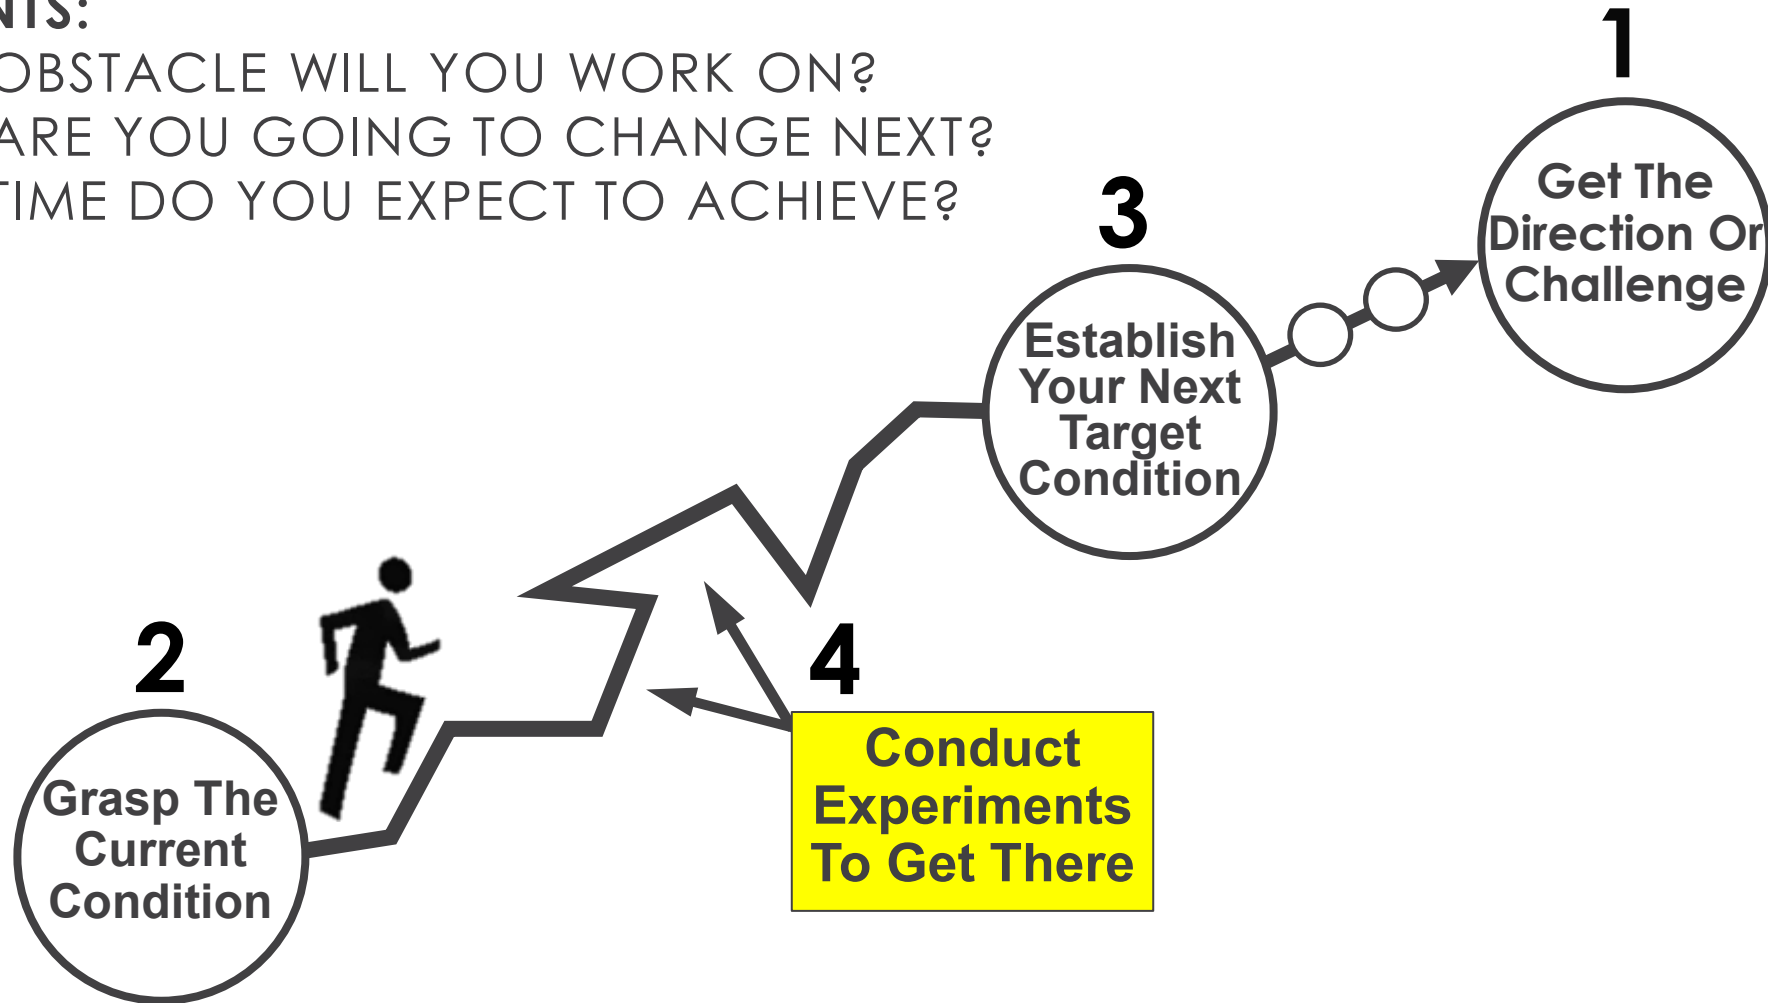 NTS:
OBSTACLE WILL YOU WORK ON?
ARE YOU GOING TO CHANGE NEXT?
TIME DO YOU EXPECT TO ACHIEVE?
1
Get The
Direction Or
Challenge
3
Establish
Your Next
Target
Condition
2
Grasp The
Current
Condition
4
Conduct
Experiments
To Get There